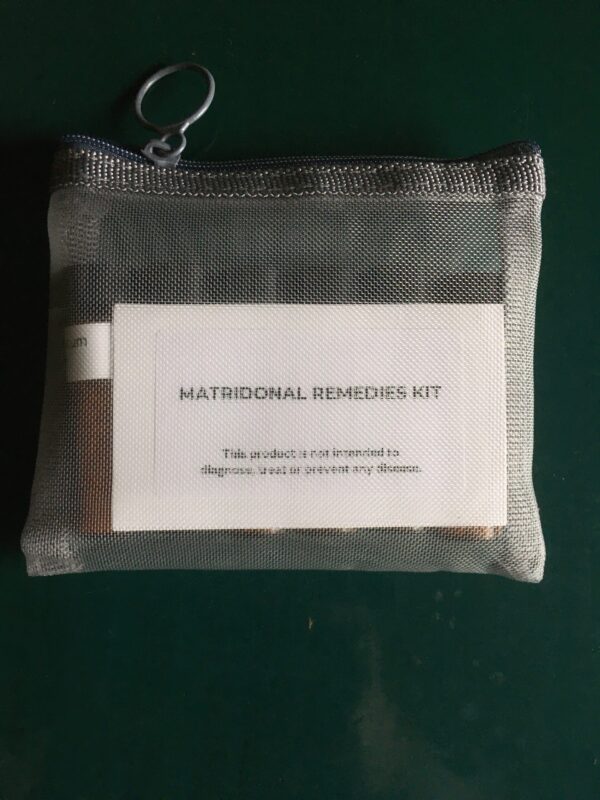 MATRIDONAL REMEDIES KIT
This product is not intended to
diagnose, treat or prevent any disease.